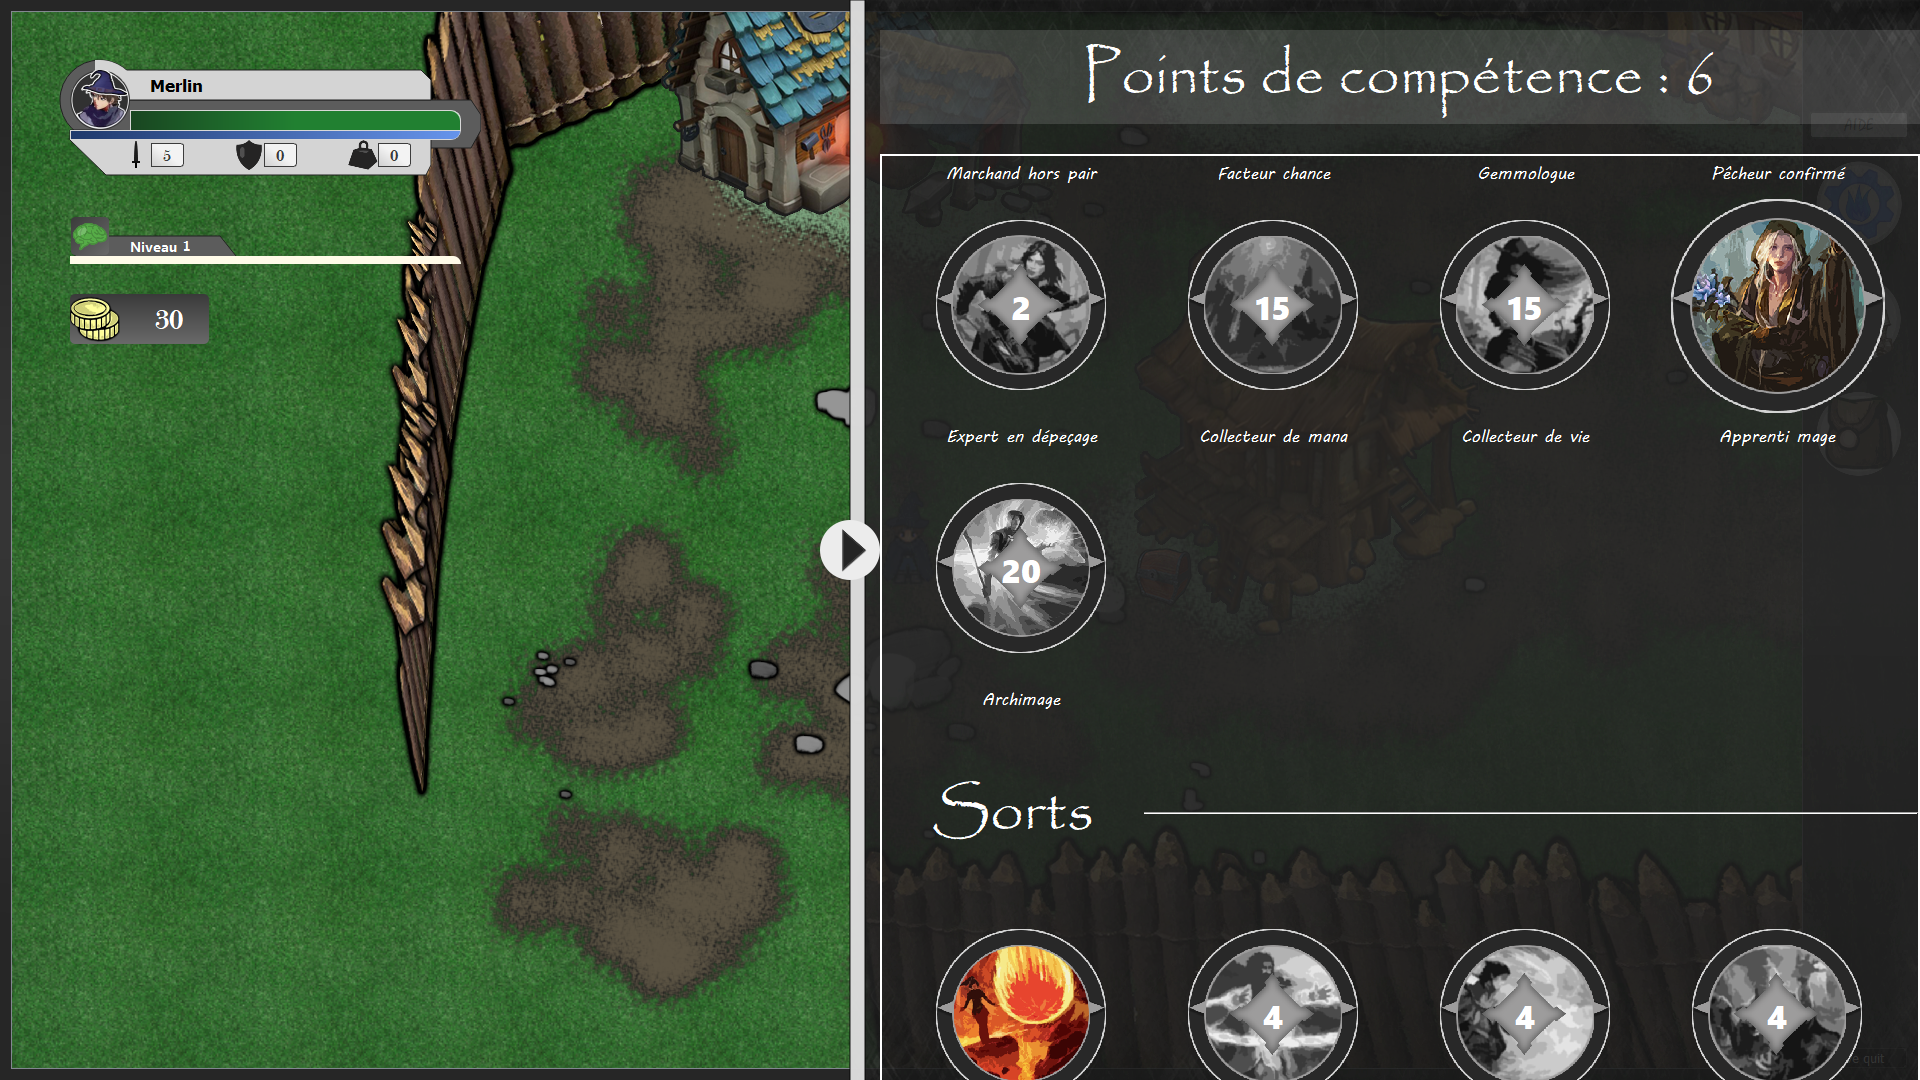 Merlin
5
0
0
Niveau 1
30
Points de compétence : 6
AIDE
Marchand hors pair
Facteur chance
Gemmologue
Pêcheur confirmé
2
15
15
Expert en dépeçage
Collecteur de mana
Collecteur de vie
Apprenti mage
20
Archimage
Sorts
4
4
4
quit